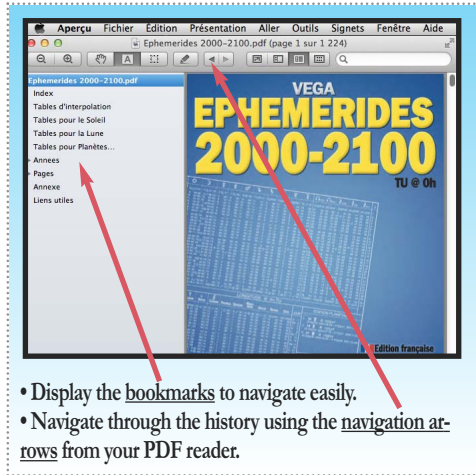 Aperçu Fichier Édition Présentation Aller Outils Signets Fenêtre Aide
Ephemerides 2000–2100.pdf (page 1 sur 1 224)
A
Ephemerides 2000–2100.pdf
Index
Tables d'interpolation
Tables pour le Soleil
Tables pour la Lune
Tables pour Planètes...
Annees
Pages
Annexe
Liens utiles
VEGA
EPHEMERIDES
2000-2100
TU @ 0h
Edition française
• Display the bookmarks to navigate easily.
• Navigate through the history using the navigation ar-
rows from your PDF reader.